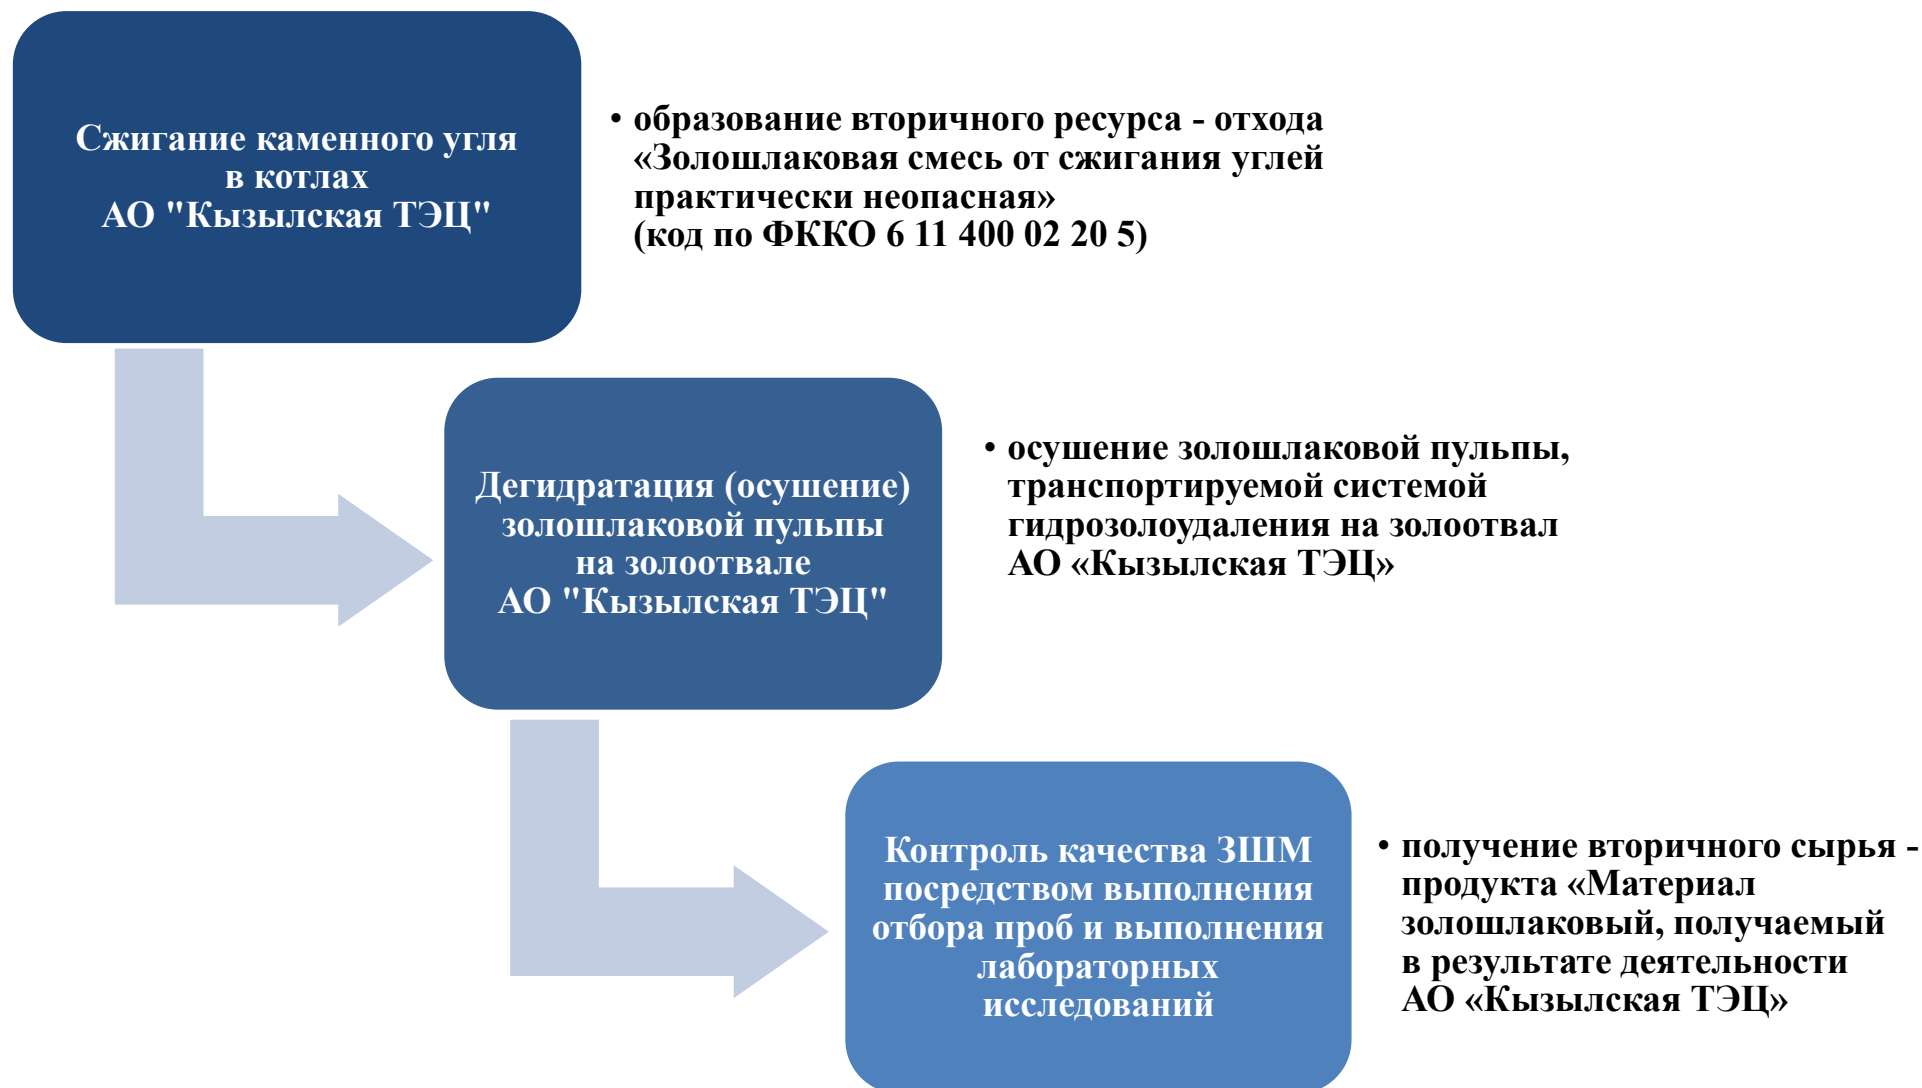 Сжигание каменного угля
в котлах
АО "Кызылская ТЭЦ"
• образование вторичного ресурса - отхода
«Золошлаковая смесь от сжигания углей
практически неопасная»
(код по ФККО 6 11 400 02 20 5)
Дегидратация (осушение)
золошлаковой пульпы
на золоотвале
АО "Кызылская ТЭЦ"
• осушение золошлаковой пульпы,
транспортируемой системой
гидрозолоудаления на золоотвал
АО «Кызылская ТЭЦ»
Контроль качества ЗШМ
посредством выполнения
отбора проб и выполнения
лабораторных
исследований
• получение вторичного сырья -
продукта «Материал
золошлаковый, получаемый
в результате деятельности
АО «Кызылская ТЭЦ»